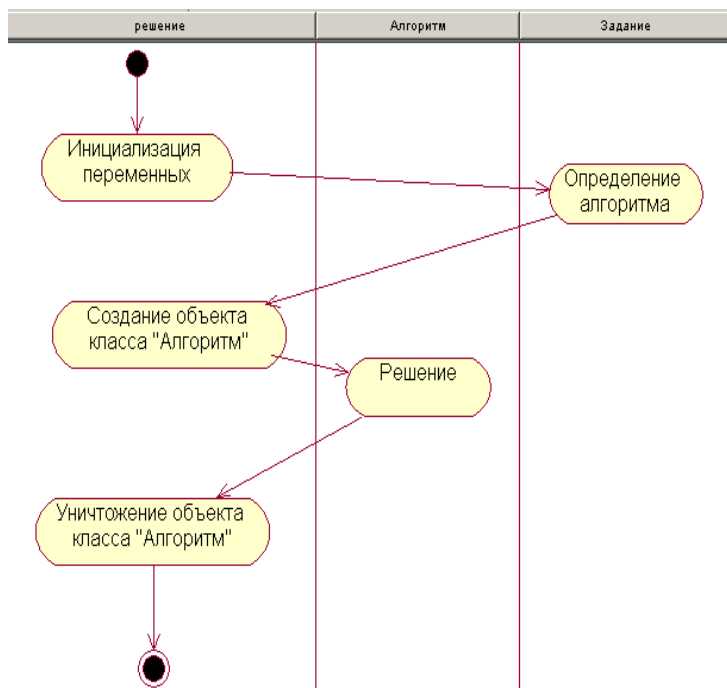 решение Алгоритм Задание
Инициализация
переменных
Определение
алгоритма
Создание объекта
класса "Алгоритм"
Решение
Уничтожение объекта
класса "Алгоритм"